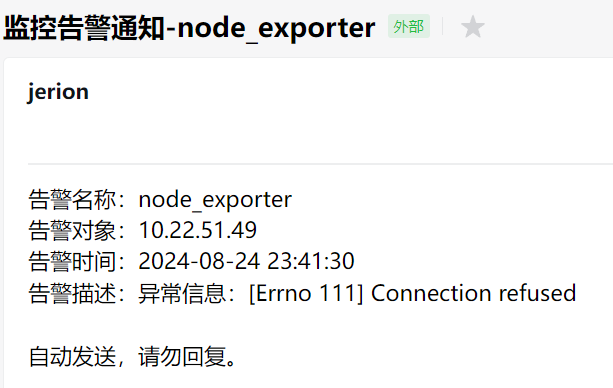 监控告警通知-node_exporter 外部
jerion
告警名称：node_exporter
告警对象：10.22.51.49
告警时间：2024-08-24 23:41:30
告警描述：异常信息：[Errno 111] Connection refused
自动发送，请勿回复。